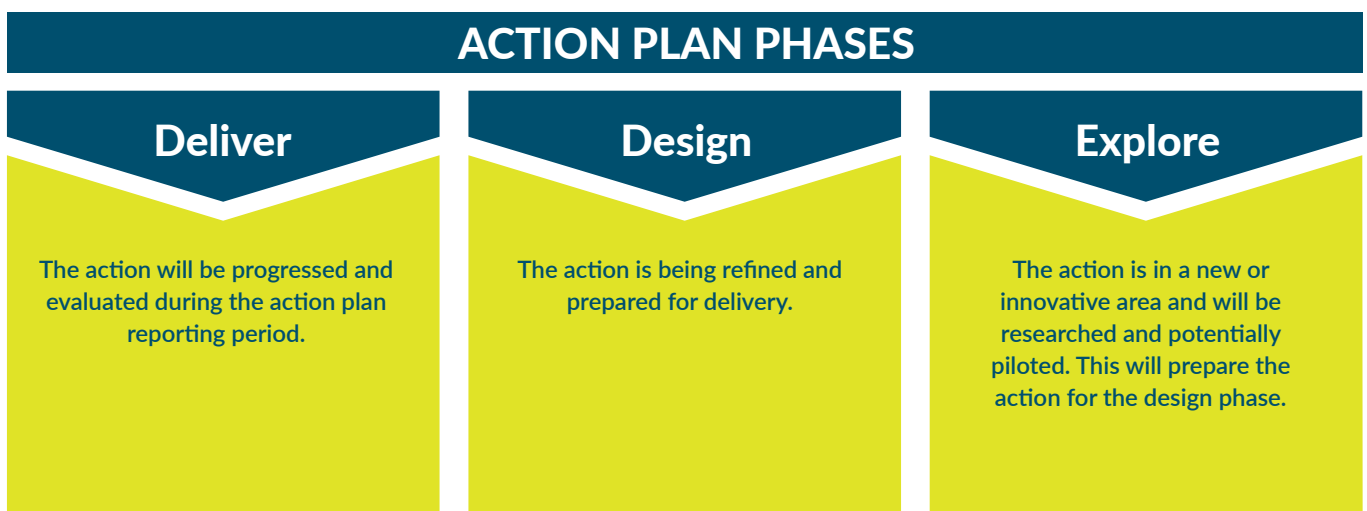 ACTION PLAN PHASES
Deliver
The action will be progressed and
evaluated during the action plan
reporting period.
Design
The action is being refined and
prepared for delivery.
Explore
The action is in a new or
innovative area and will be
researched and potentially
piloted. This will prepare the
action for the design phase.